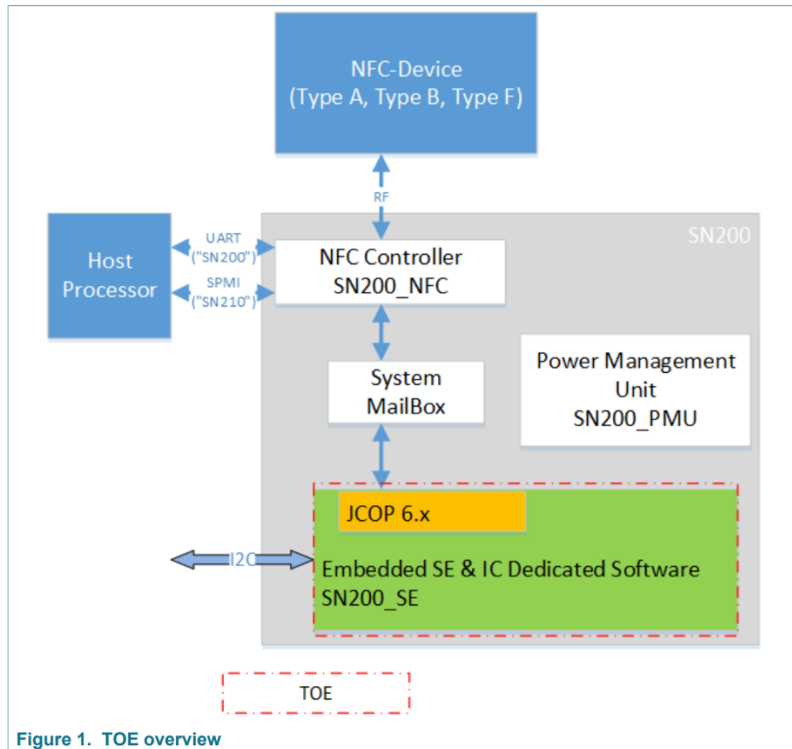 NFC-Device
(Type A, Type B, Type F)
RF
SN200
Host
Processor
UART
("SN200")
SPMI
("SN210")
NFC Controller
SN200_NFC
System
MailBox
Power Management
Unit
SN200_PMU
JCOP 6.x
I2C
Embedded SE & IC Dedicated Software
SN200_SE
TOE
Figure 1. TOE overview